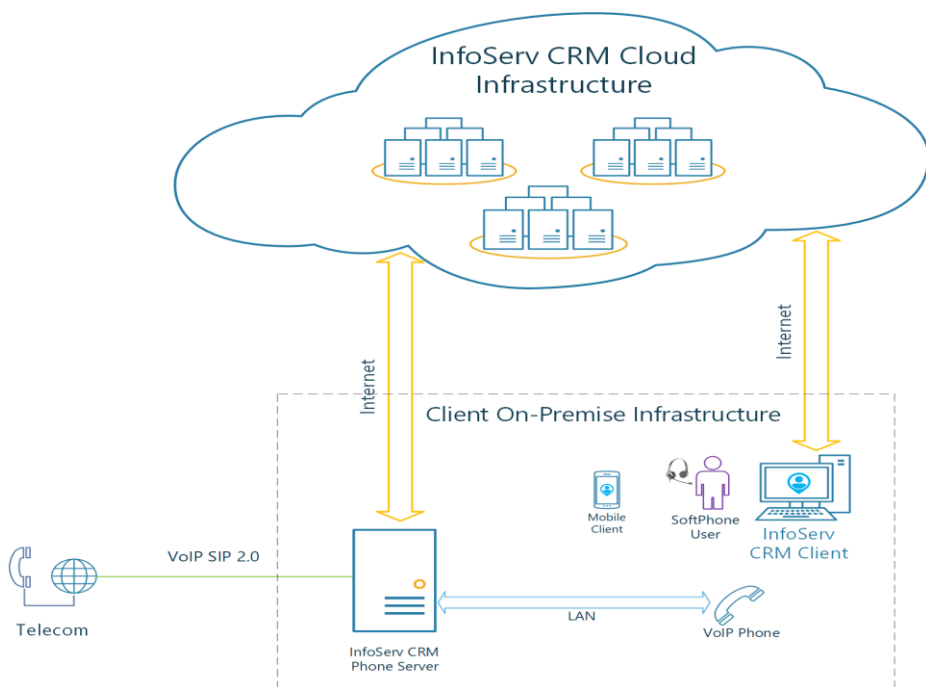 InfoServ CRM Cloud
Infrastructure
Internet
Internet
Client On-Premise Infrastructure
Mobile
Client
SoftPhone
User
InfoServ
CRM Client
VoIP SIP 2.0
Telecom
LAN
VoIP Phone
InfoServ CRM
Phone Server